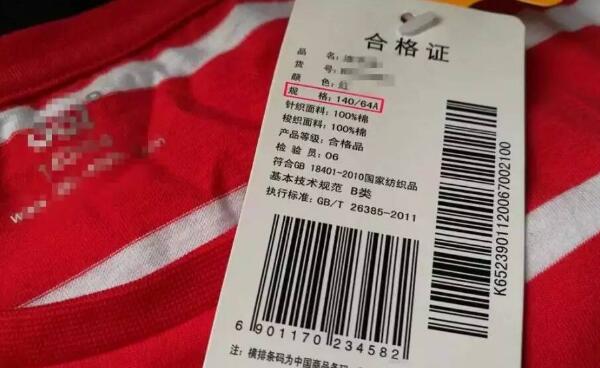 合格证
品 名:连
货 号:
颜 色:红
规 格:140/64A
针织面料:100%棉
梭织面料:100%棉
产品等级:合格品
检 验 员:06
符合GB 18401-2010国家纺织品
基本技术规范 B类
执行标准:GB/T 26385-2011
6 901170 234582
注:横排条码为中国商品条码
K6523901120067002100